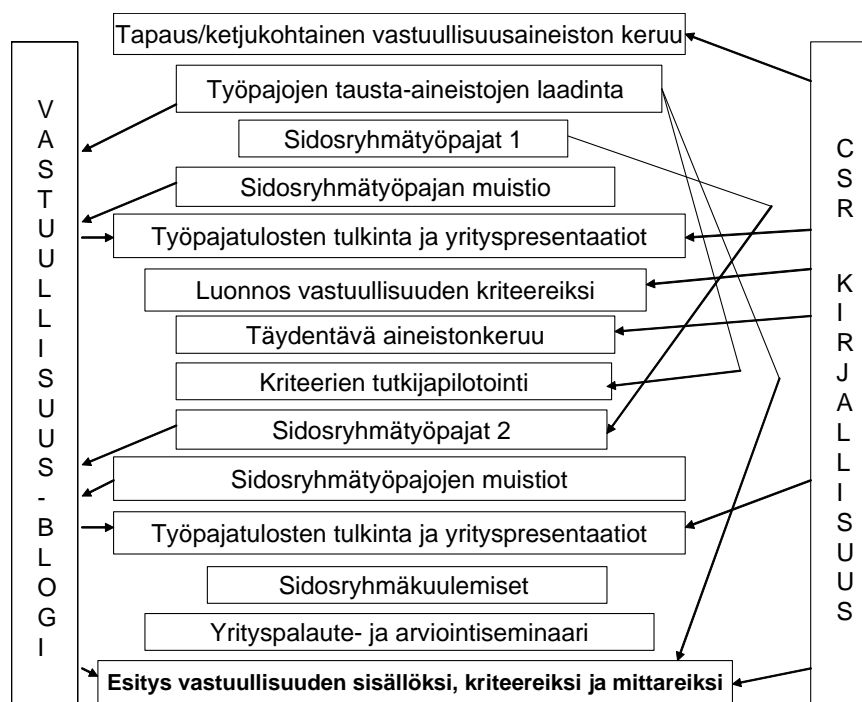 VASTUULLISUUS-BLOGI
Tapaus/ketjukohtainen vastuullisuusaineiston keruu
Työpajojen tausta-aineistojen laadinta
Sidosryhmätyöpajat 1
Sidosryhmätyöpajan muistio
Työpajatulosten tulkinta ja yrityspresentaatiot
Luonnos vastuullisuuden kriteereiksi
Täydentävä aineistonkeruu
Kriteerien tutkijapilotointi
Sidosryhmätyöpajat 2
Sidosryhmätyöpajojen muistiot
Työpajatulosten tulkinta ja yrityspresentaatiot
Sidosryhmäkuulemiset
Yrityspalaute- ja arviointiseminaari
Esitys vastuullisuuden sisällöksi, kriteereiksi ja mittareiksi
CSR KIRJALLISUUS